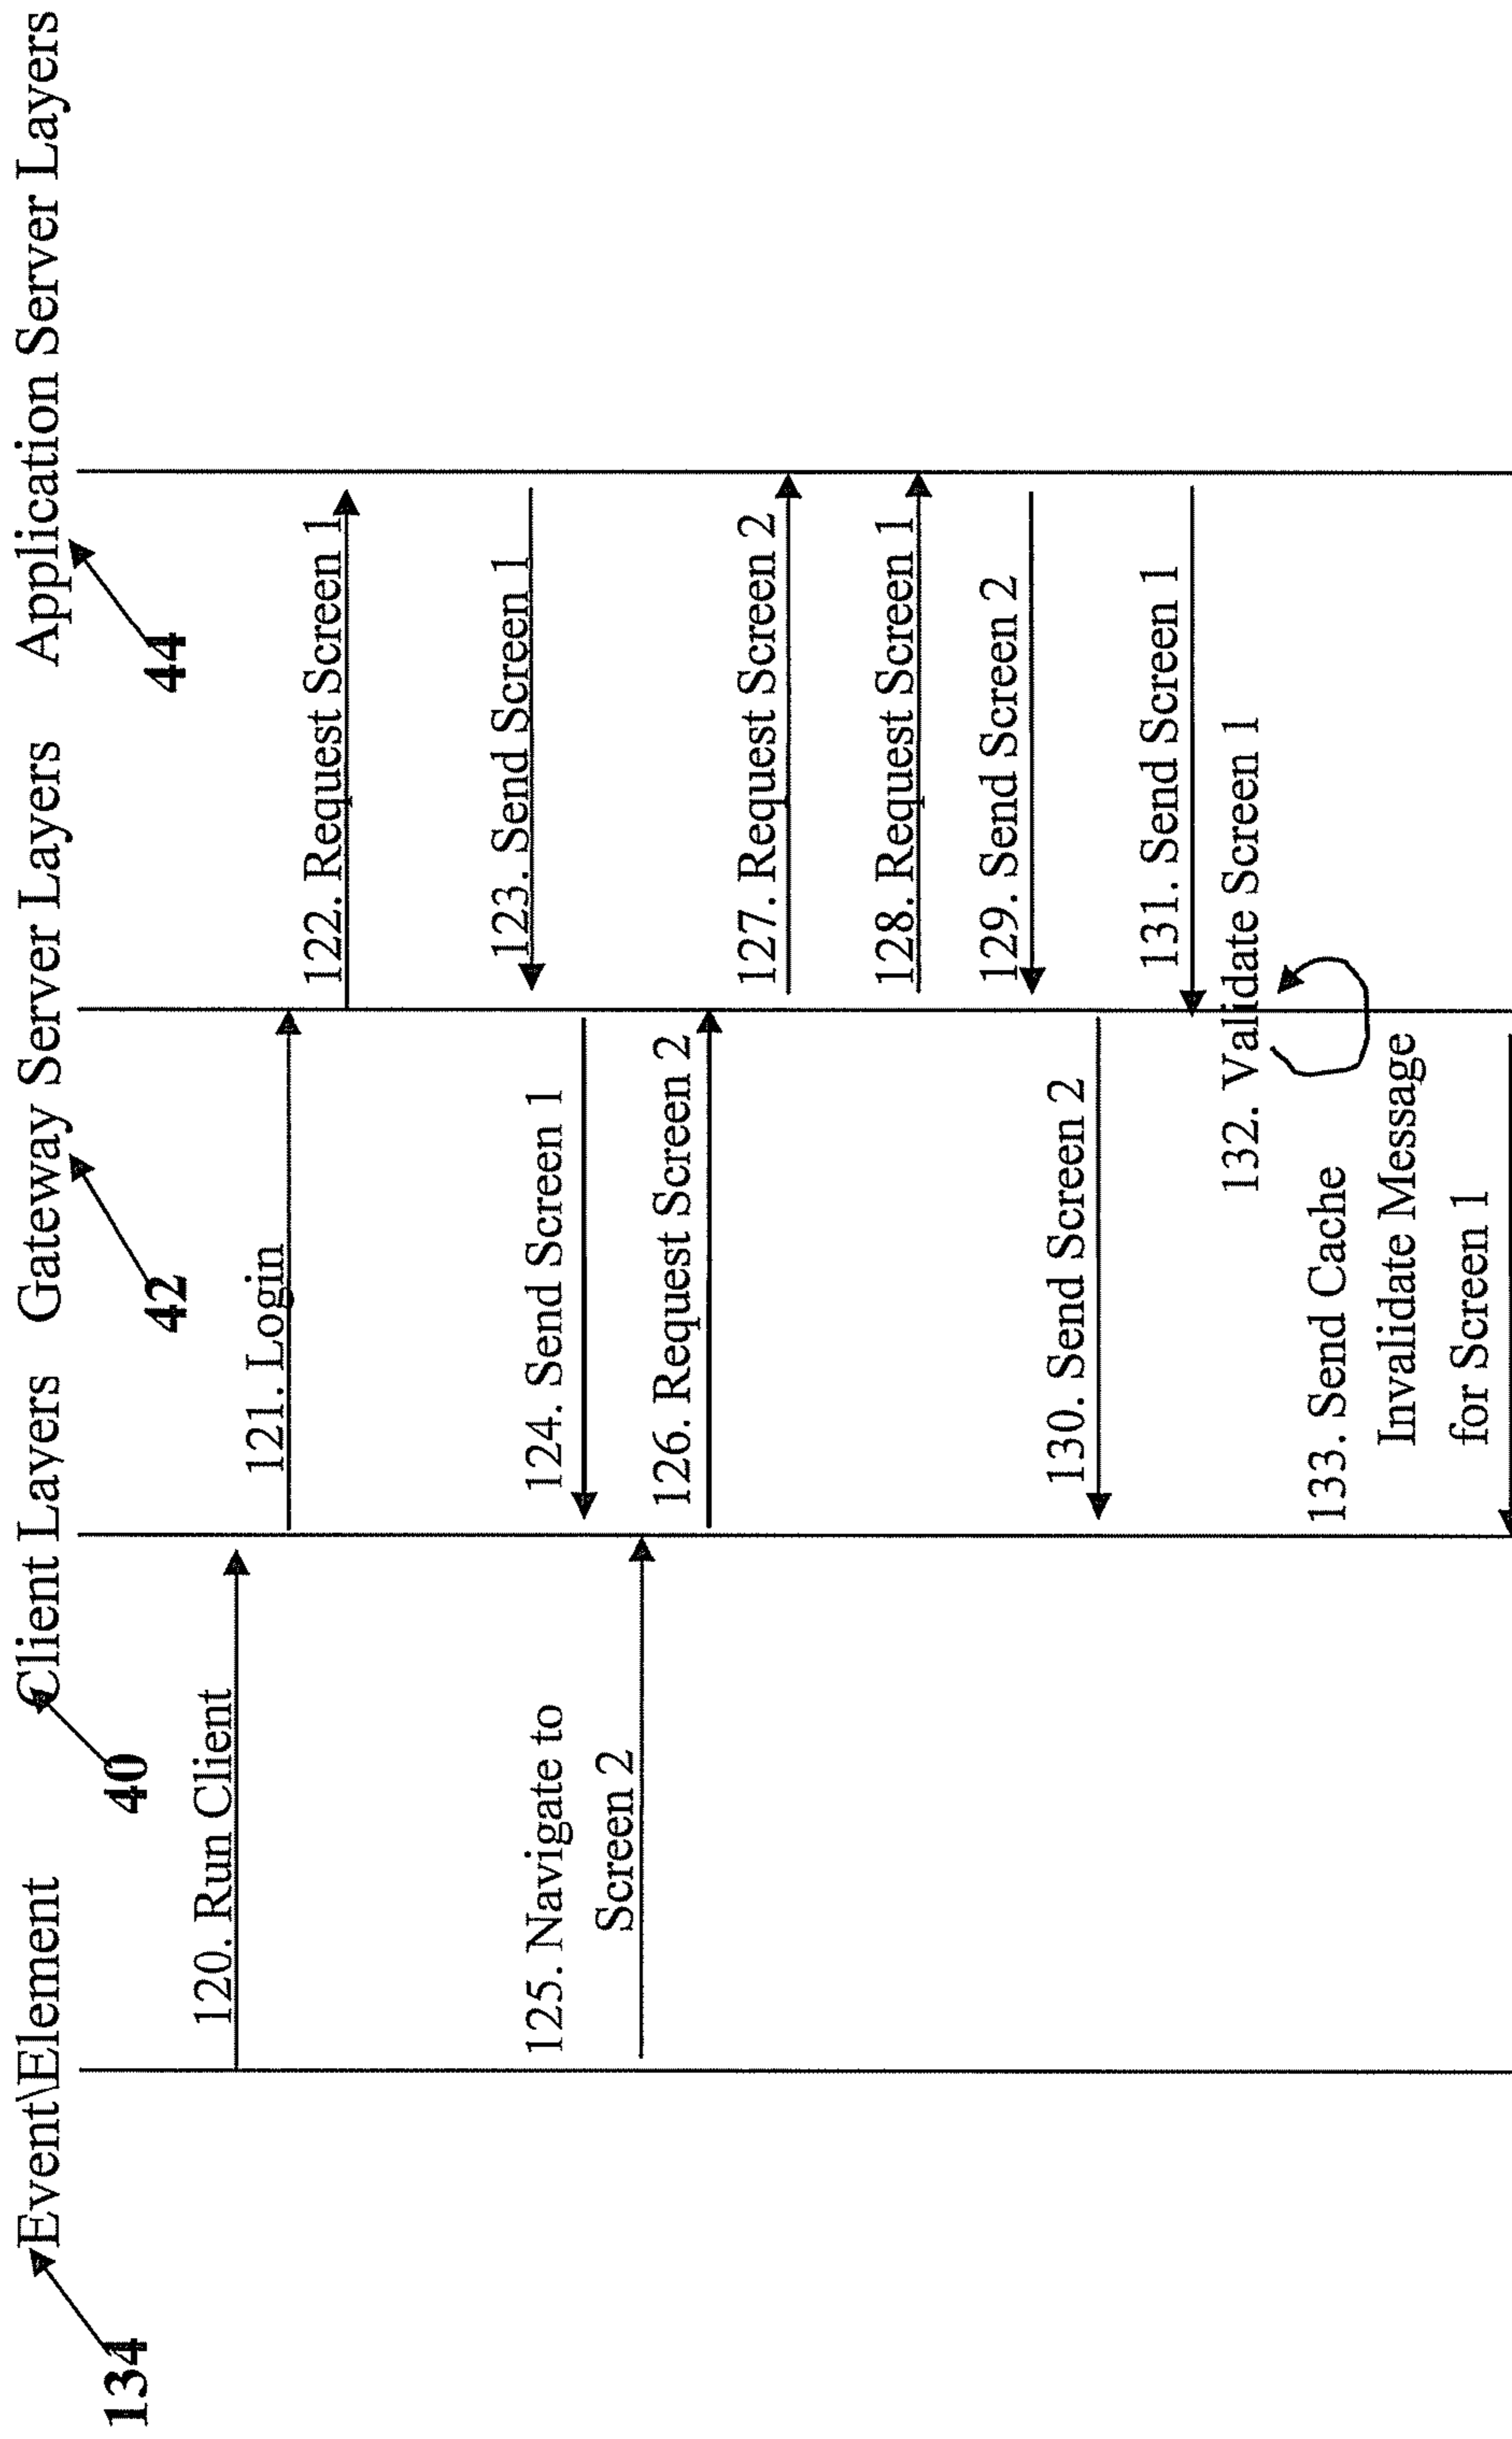 Event\Element Client Layers Gateway Server Layers Application Server Layers
134
40
42
44
120. Run Client
121. Login
122. Request Screen 1
123. Send Screen 1
124. Send Screen 1
125. Navigate to
Screen 2
126. Request Screen 2
127. Request Screen 2
128. Request Screen 1
129. Send Screen 2
130. Send Screen 2
131. Send Screen 1
132. Validate Screen 1
133. Send Cache
Invalidate Message
for Screen 1